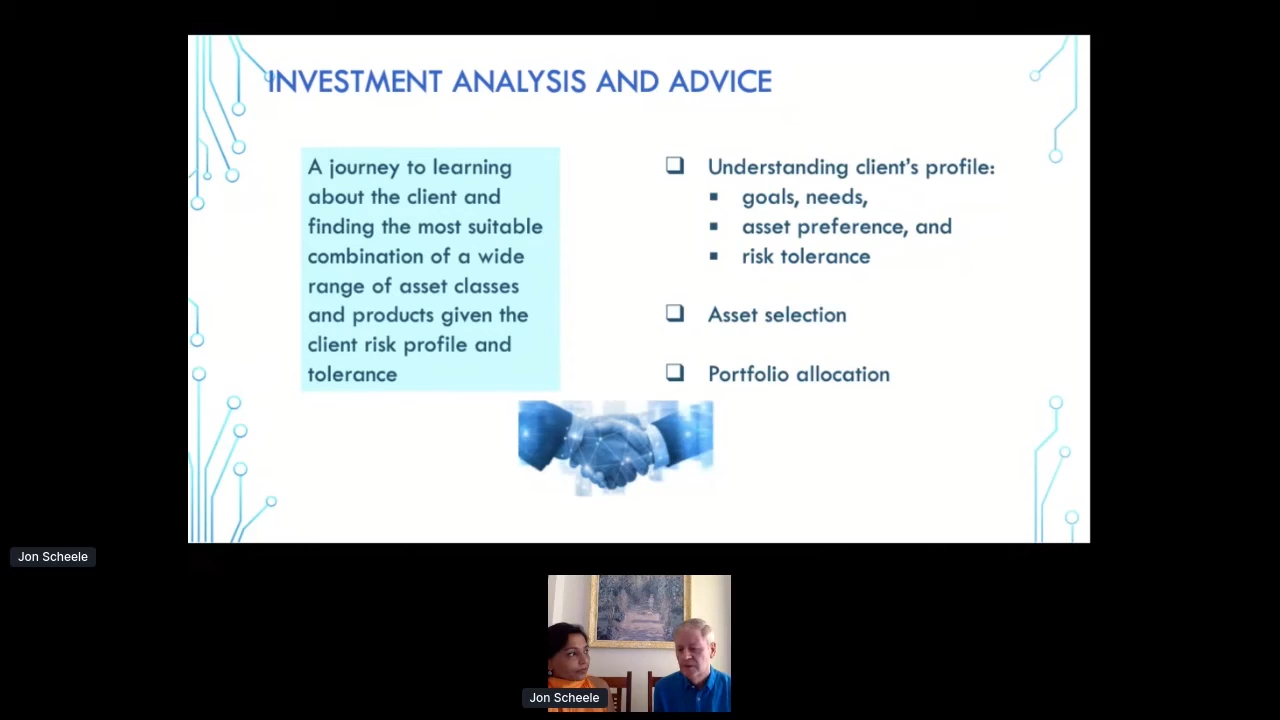 INVESTMENT ANALYSIS AND ADVICE
A journey to learning
about the client and
finding the most suitable
combination of a wide
range of asset classes
and products given the
client risk profile and
tolerance
Understanding client's profile:
goals, needs,
asset preference, and
risk tolerance
Asset selection
Portfolio allocation
Jon Scheele
Jon Scheele